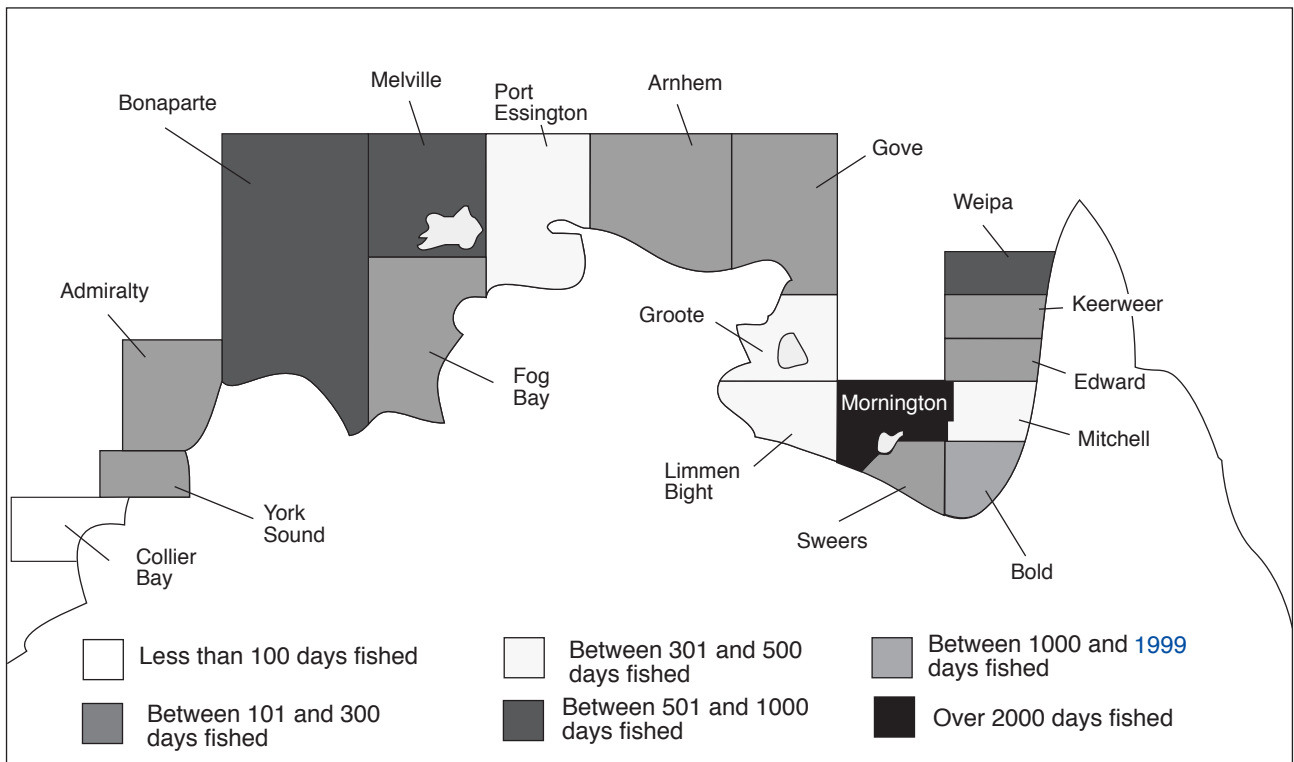 Melville
Port
Essington
Arnhem
Bonaparte
Gove
Weipa
Admiralty
Keerweer
Groote
Fog
Bay
Edward
Mornington
Mitchell
Limmen
Bight
York
Sound
Sweers
Collier
Bay
Bold
Less than 100 days fished
Between 101 and 300
days fished
Between 301 and 500
days fished
Between 501 and 1000
days fished
Between 1000 and 1999
days fished
Over 2000 days fished